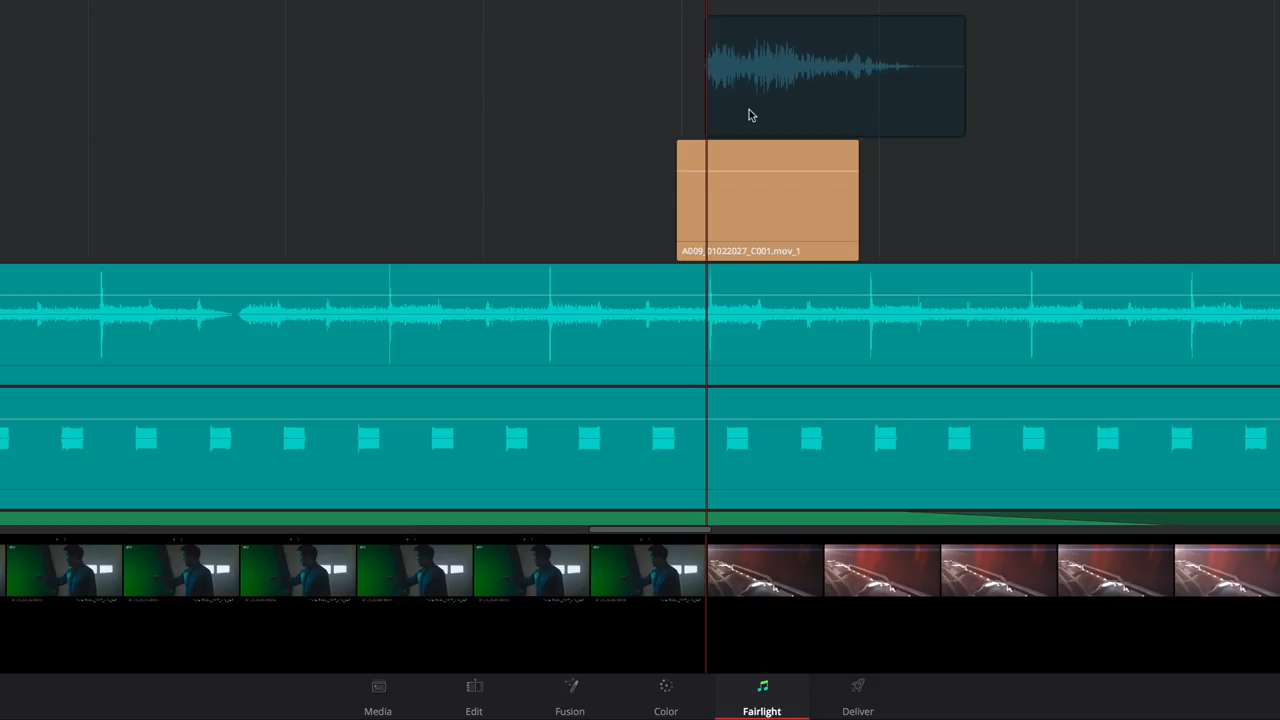 A009_01022027_C001.mov_1
Media
Edit
Fusion
Color
Fairlight
Deliver